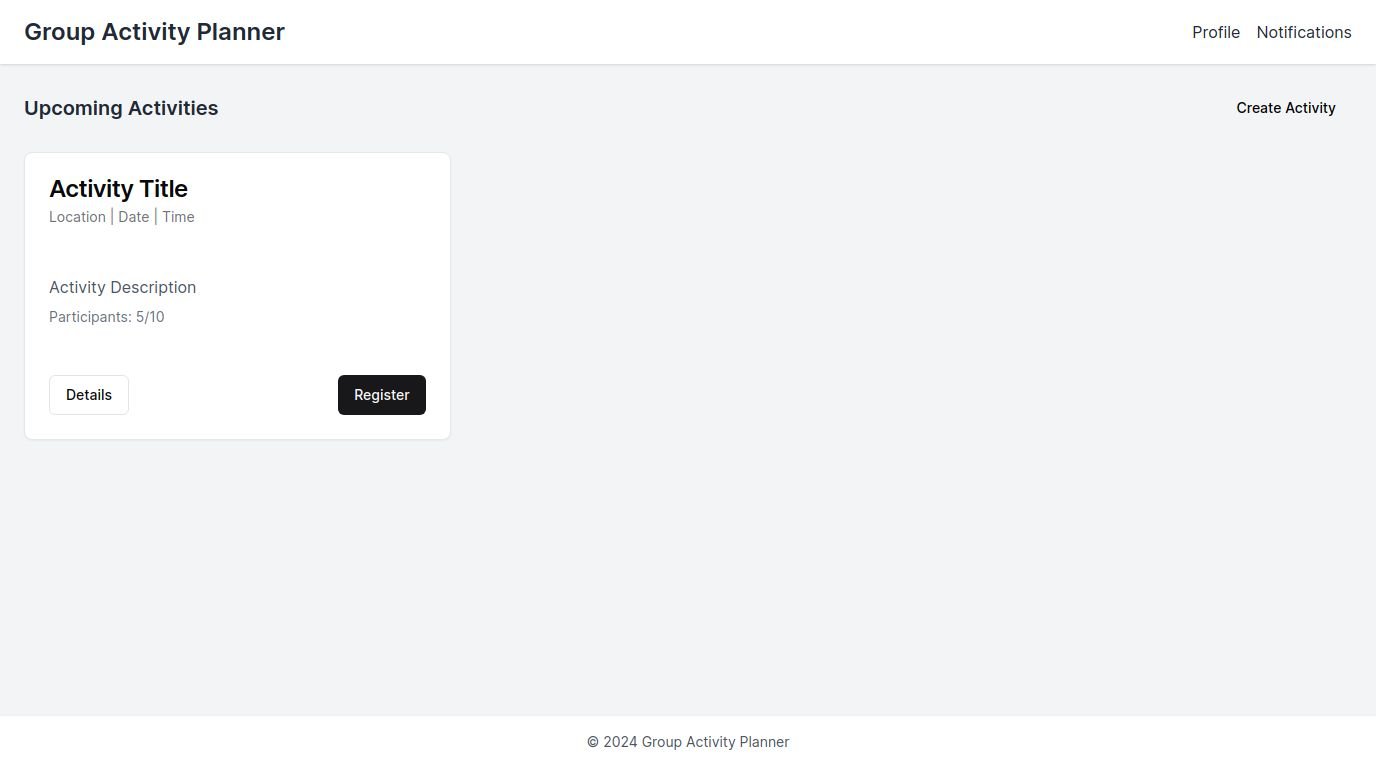 Group Activity Planner
Profile
Notifications
Upcoming Activities
Create Activity
Activity Title
Location | Date | Time
Activity Description
Participants: 5/10
Details
Register
© 2024 Group Activity Planner